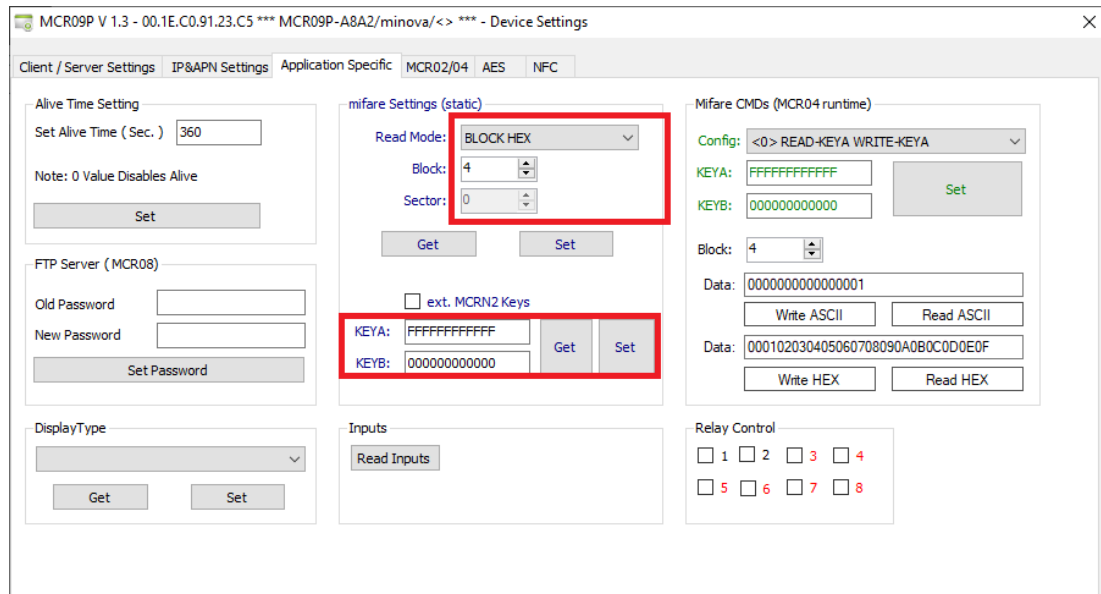 MCR09P V 1.3 - 00.1E.C0.91.23.C5 *** MCR09P-A8A2/minova/<> *** - Device Settings
Client / Server Settings IP&APN Settings Application Specific MCR02/04 AES NFC
Alive Time Setting
Set Alive Time ( Sec. ) 360
Note: 0 Value Disables Alive
Set
FTP Server ( MCR08)
Old Password
New Password
Set Password
DisplayType
Get Set
mifare Settings (static)
Read Mode: BLOCK HEX
Block: 4
Sector: 0
Get Set
ext. MCRN2 Keys
KEYA: FFFFFFFFFFFF
KEYB: 000000000000
Get Set
Inputs
Read Inputs
Mifare CMDs (MCR04 runtime)
Config: <0> READ-KEYA WRITE-KEYA
KEYA: FFFFFFFFFFFF
KEYB: 000000000000
Set
Block: 4
Data: 0000000000000001
Write ASCII Read ASCII
Data: 000102030405060708090A0B0C0D0E0F
Write HEX Read HEX
Relay Control
1 2 3 4
5 6 7 8